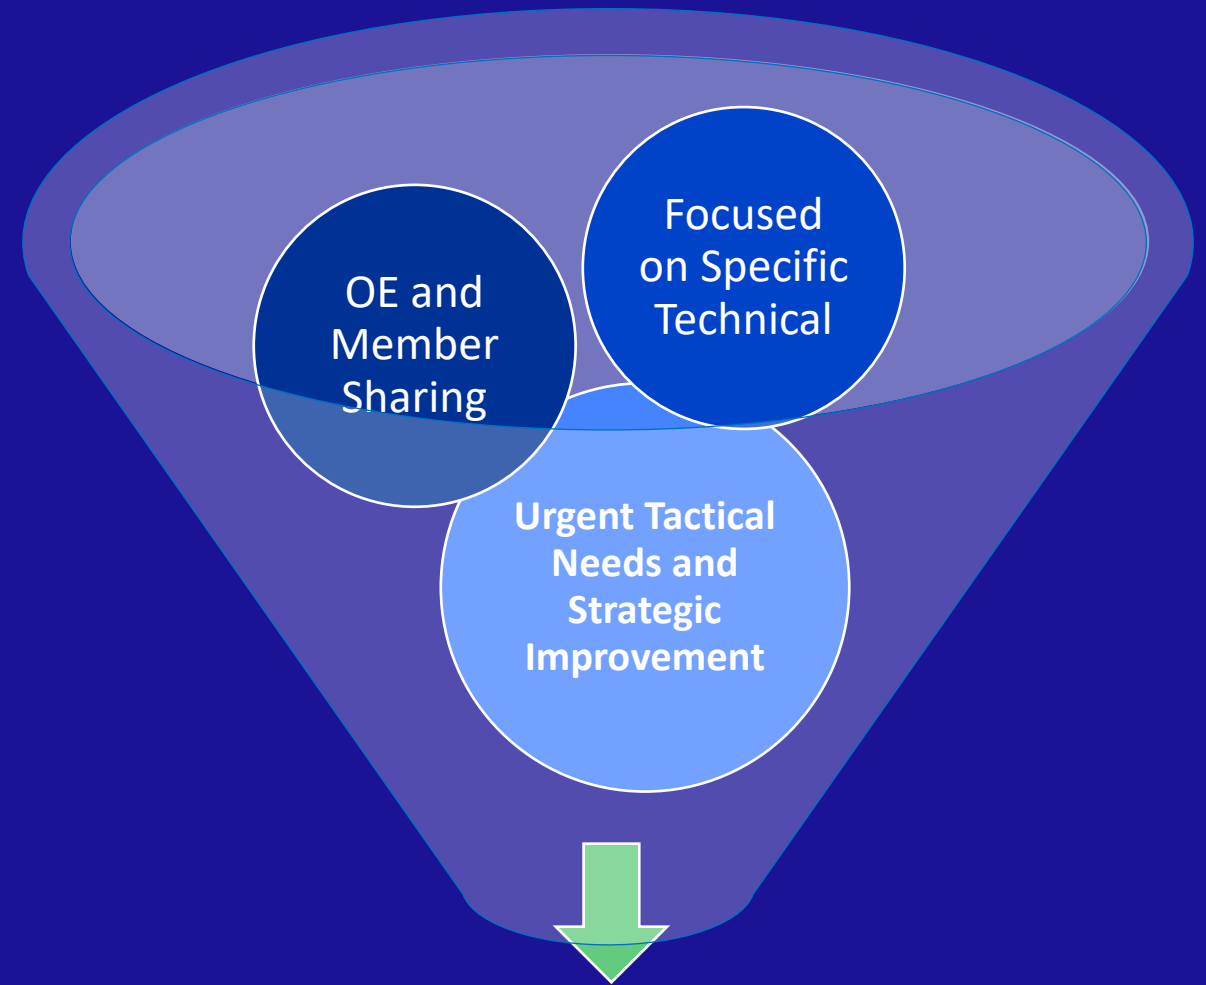 OE and
Member
Sharing
Focused
on Specific
Technical
Urgent Tactical
Needs and
Strategic
Improvement